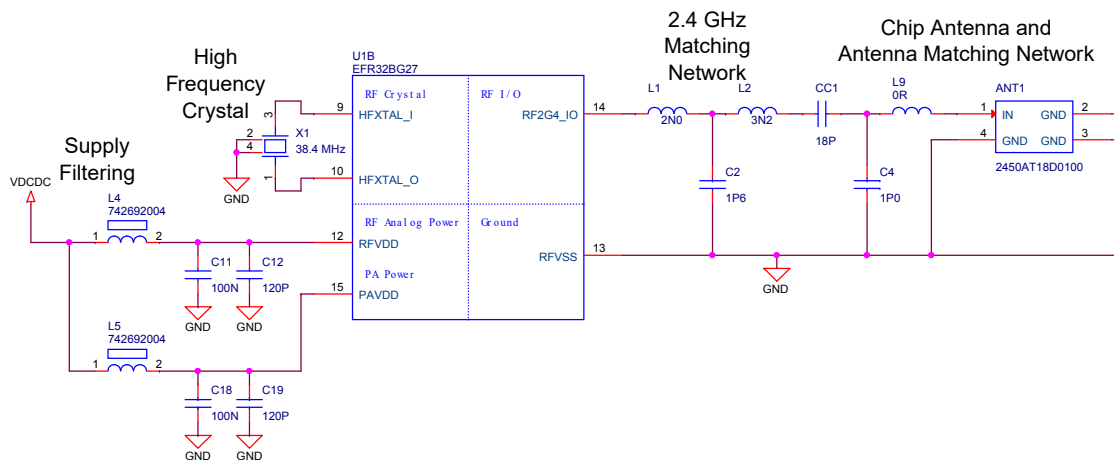 High
Frequency
Crystal
2.4 GHz
Matching
Network
Chip Antenna and
Antenna Matching Network
Supply
Filtering
U1B
EFR32BG27
RF Crystal
RF I/O
9
HFXTAL_I
14
RF2G4_IO
3
2
4
X1
38.4 MHz
1
10
HFXTAL_O
GND
L1
2N0
L2
3N2
CC1
18P
L9
0R
ANT1
1
IN
GND
2
4
GND
GND
3
2450AT18D0100
C2
1P6
C4
1P0
VDCDC
L4
742692004
1
2
RF Analog Power
Ground
12
RFVDD
13
RFVSS
GND
PA Power
15
PAVDD
C11
100N
C12
120P
GND
GND
L5
742692004
1
2
C18
100N
C19
120P
GND
GND